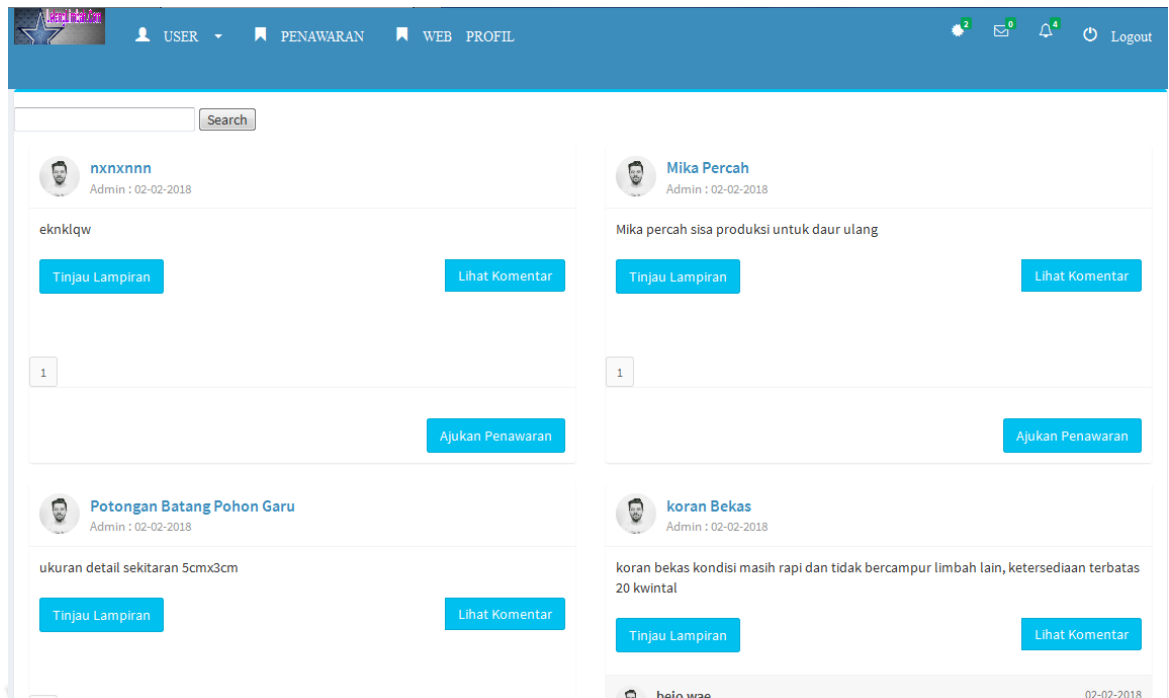 USER
PENAWARAN
WEB PROFIL
2
0
4
Logout
Search
nxnxnnn
Admin : 02-02-2018
eknklqw
Tinjau Lampiran
Lihat Komentar
1
Ajukan Penawaran
Mika Percah
Admin : 02-02-2018
Mika percah sisa produksi untuk daur ulang
Tinjau Lampiran
Lihat Komentar
1
Ajukan Penawaran
Potongan Batang Pohon Garu
Admin : 02-02-2018
ukuran detail sekitaran 5cmx3cm
Tinjau Lampiran
Lihat Komentar
koran Bekas
Admin : 02-02-2018
koran bekas kondisi masih rapi dan tidak bercampur limbah lain, ketersediaan terbatas
20 kwintal
Tinjau Lampiran
Lihat Komentar
bejo wae
02-02-2018